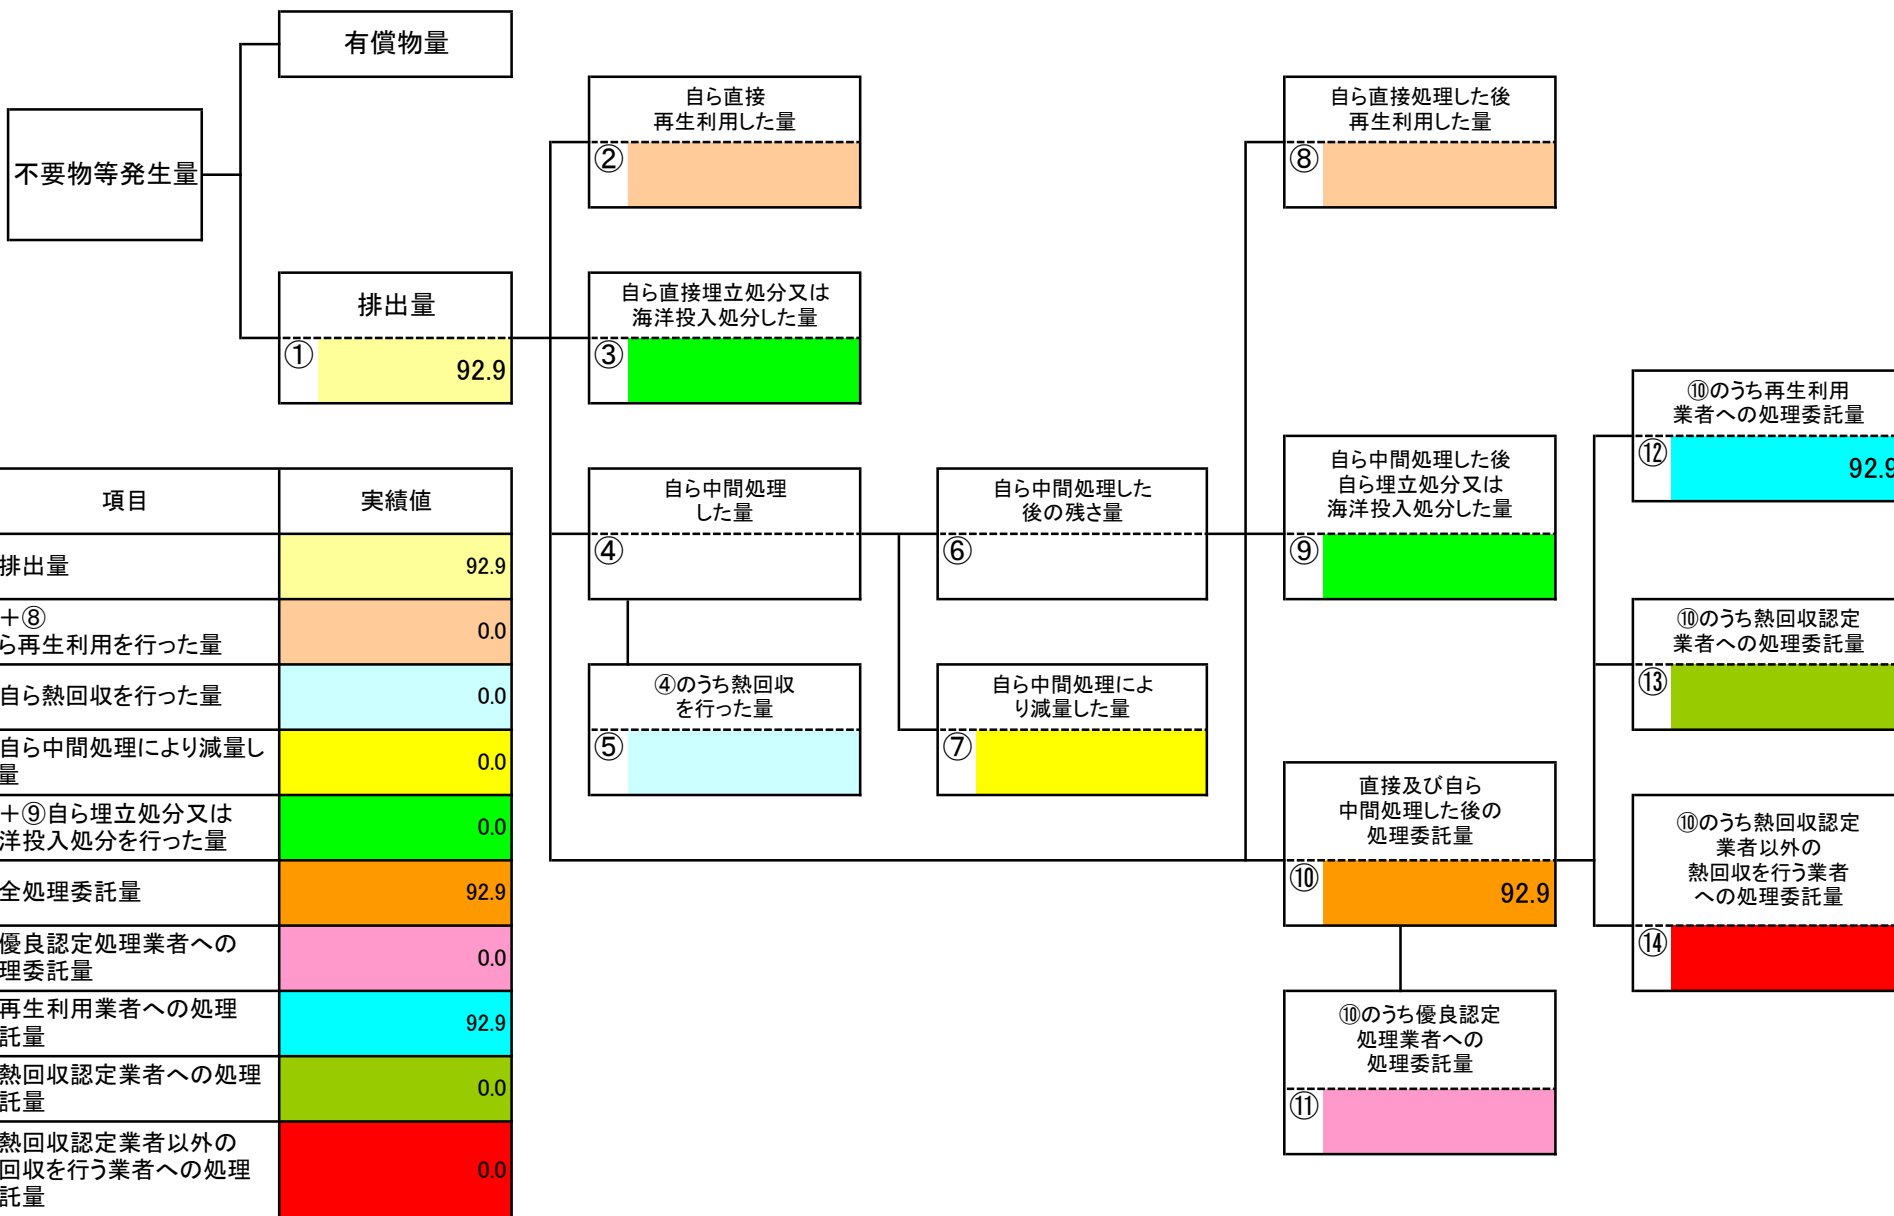 有償物量
不要物等発生量
排出量
①
92.9
自ら直接
再生利用した量
②
自ら直接埋立処分又は
海洋投入処分した量
③
自ら中間処理
した量
④
④のうち熱回収
を行った量
⑤
自ら中間処理した
後の残さ量
⑥
自ら中間処理によ
り減量した量
⑦
自ら直接処理した後
再生利用した量
⑧
自ら中間処理した後
自ら埋立処分又は
海洋投入処分した量
⑨
直接及び自ら
中間処理した後の
処理委託量
⑩
92.9
⑩のうち優良認定
処理業者への
処理委託量
⑪
⑩のうち再生利用
業者への処理委託量
⑫
92.9
⑩のうち熱回収認定
業者への処理委託量
⑬
⑩のうち熱回収認定
業者以外の
熱回収を行う業者
への処理委託量
⑭
項目 実績値
排出量 92.9
+⑧
ら再生利用を行った量 0.0
自ら熱回収を行った量 0.0
自ら中間処理により減量し
量 0.0
+⑨自ら埋立処分又は
洋投入処分を行った量 0.0
全処理委託量 92.9
優良認定処理業者への
理委託量 0.0
再生利用業者への処理
託量 92.9
熱回収認定業者への処理
託量 0.0
熱回収認定業者以外の
回収を行う業者への処理
託量 0.0